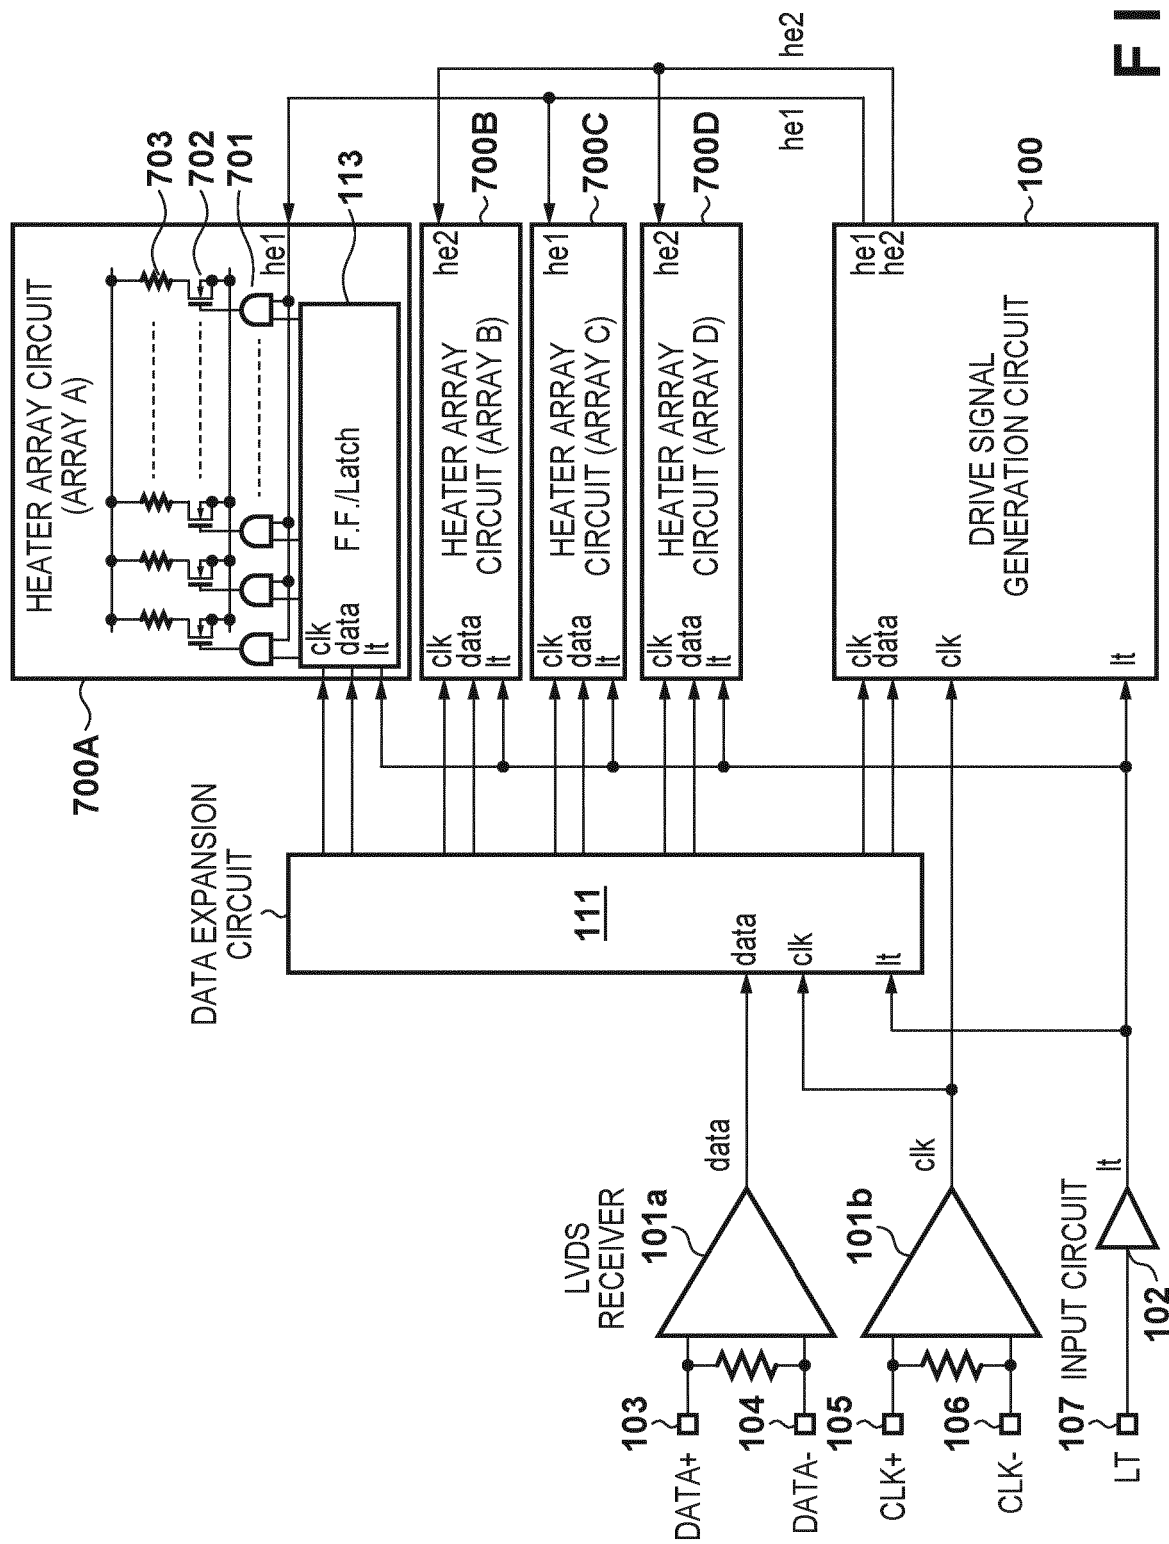 F I
HEATER ARRAY CIRCUIT
(ARRAY A)
700A
703
702
701
113
he1
clk
data
lt
F.F./Latch
HEATER ARRAY
CIRCUIT (ARRAY B)
clk
data
lt
he2
700B
HEATER ARRAY
CIRCUIT (ARRAY C)
clk
data
lt
he1
700C
HEATER ARRAY
CIRCUIT (ARRAY D)
clk
data
lt
he2
700D
he1
he2
DRIVE SIGNAL
GENERATION CIRCUIT
100
clk
data
clk
lt
he1
he2
DATA EXPANSION
CIRCUIT
111
data
clk
lt
LVDS
RECEIVER
101a
data
101b
clk
INPUT CIRCUIT
102
lt
103
DATA+
104
DATA-
105
CLK+
106
CLK-
107
LT